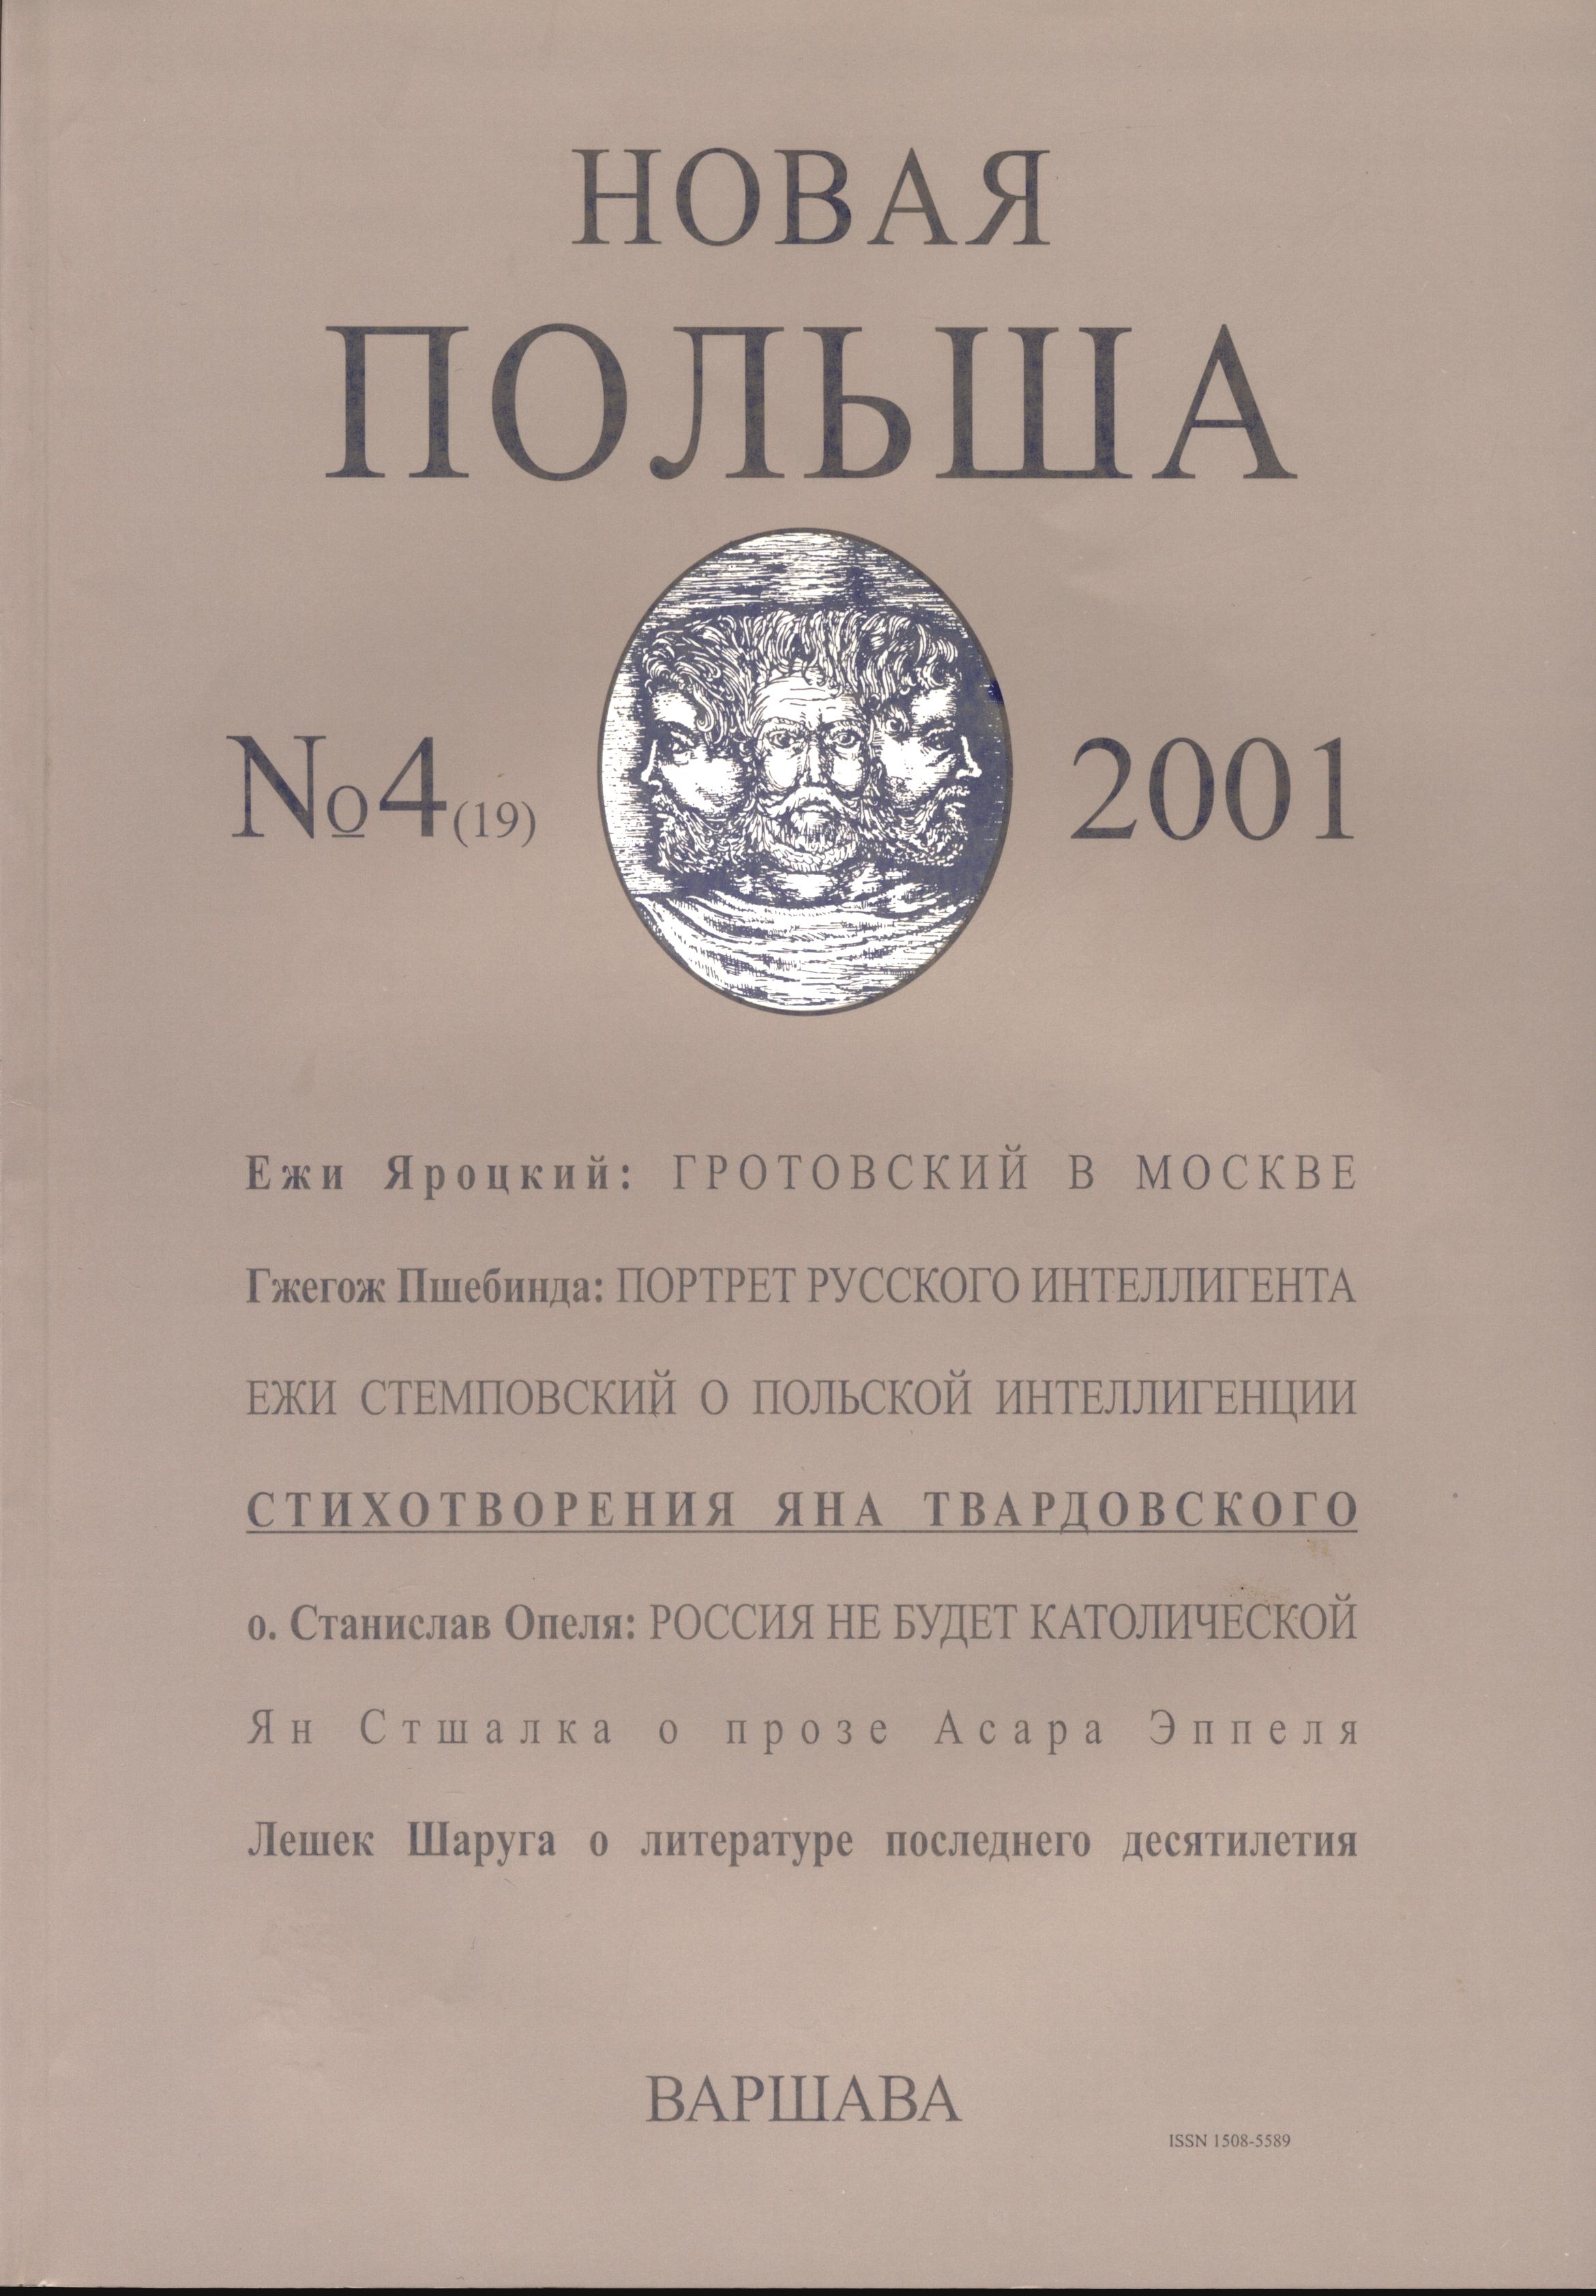 НОВАЯ
ПОЛЬША
№4(19)
2001
Ежи Яроцкий: ГРОТОВСКИЙ В МОСКВЕ
Гжегож Пшебинда: ПОРТРЕТ РУССКОГО ИНТЕЛЛИГЕНТА
ЕЖИ СТЕМПОВСКИЙ О ПОЛЬСКОЙ ИНТЕЛЛИГЕНЦИИ
СТИХОТВОРЕНИЯ ЯНА ТВАРДОВСКОГО
о. Станислав Опеля: РОССИЯ НЕ БУДЕТ КАТОЛИЧЕСКОЙ
Ян Стшалка о прозе Асара Эппеля
Лешек Шаруга о литературе последнего десятилетия
ВАРШАВА
ISSN 1508-5589